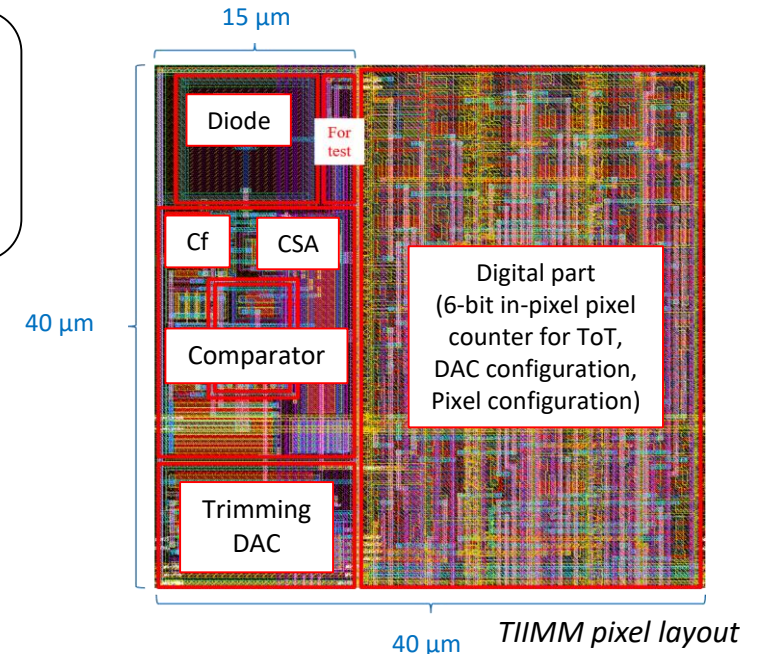 15 µm
Diode
For
test
Cf
CSA
40 µm
Comparator
Digital part
(6-bit in-pixel pixel
counter for ToT,
DAC configuration,
Pixel configuration)
Trimming
DAC
40 µm
TIIMM pixel layout